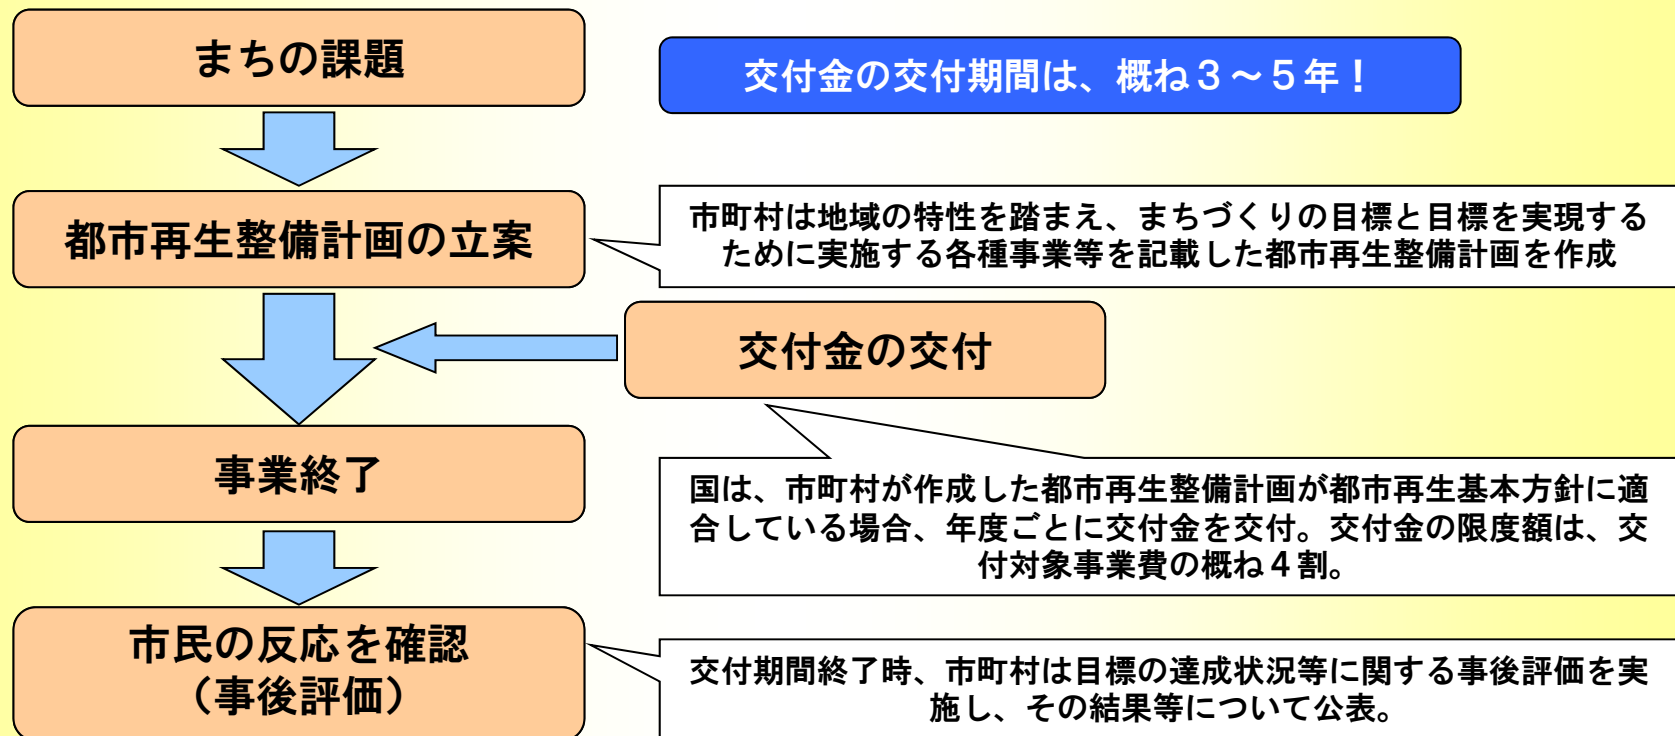 まちの課題
交付金の交付期間は、概ね３～５年！
都市再生整備計画の立案
市町村は地域の特性を踏まえ、まちづくりの目標と目標を実現する
ために実施する各種事業等を記載した都市再生整備計画を作成
交付金の交付
事業終了
国は、市町村が作成した都市再生整備計画が都市再生基本方針に適
合している場合、年度ごとに交付金を交付。交付金の限度額は、交
付対象事業費の概ね４割。
市民の反応を確認
（事後評価）
交付期間終了時、市町村は目標の達成状況等に関する事後評価を実
施し、その結果等について公表。